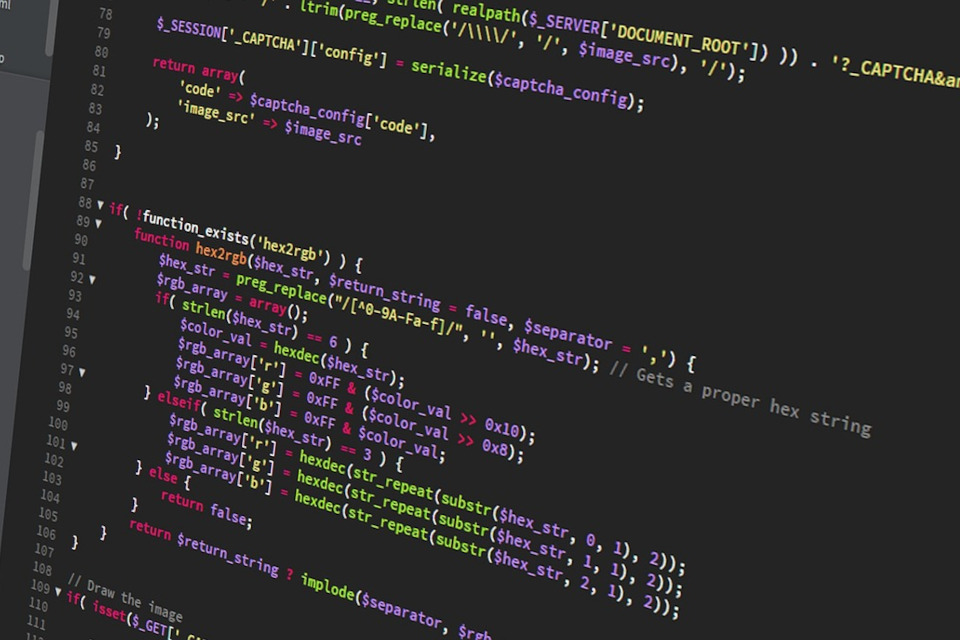 ml
strlen( realpath($_SERVER['DOCUMENT_ROOT']) )) . '?_CAPTCHA&am
. ltrim(preg_replace('/\\\\/', '/', $image_src), '/');
78 $_SESSION['_CAPTCHA']['config'] = serialize($captcha_config);
79
80 return array(
81 'code' => $captcha_config['code'],
82 'image_src' => $image_src
83 );
84
85 }
86
87
88 if( !function_exists('hex2rgb') ) {
89 function hex2rgb($hex_str, $return_string = false, $separator = ',') {
90 $hex_str = preg_replace("/[^0-9A-Fa-f]/", '', $hex_str); // Gets a proper hex string
91 $rgb_array = array();
92 if( strlen($hex_str) == 6 ) {
93 $color_val = hexdec($hex_str);
94 $rgb_array['r'] = 0xFF & ($color_val >> 0x10);
95 $rgb_array['g'] = 0xFF & ($color_val >> 0x8);
96 $rgb_array['b'] = 0xFF & $color_val;
97 } elseif( strlen($hex_str) == 3 ) {
98 $rgb_array['r'] = hexdec(str_repeat(substr($hex_str, 0, 1), 2));
99 $rgb_array['g'] = hexdec(str_repeat(substr($hex_str, 1, 1), 2));
100 $rgb_array['b'] = hexdec(str_repeat(substr($hex_str, 2, 1), 2));
101 } else {
102 return false;
103 }
104 return $return_string ? implode($separator, $rgb
105 }
106 }
107
108 // Draw the image
109 if( isset($_GET['
110
111